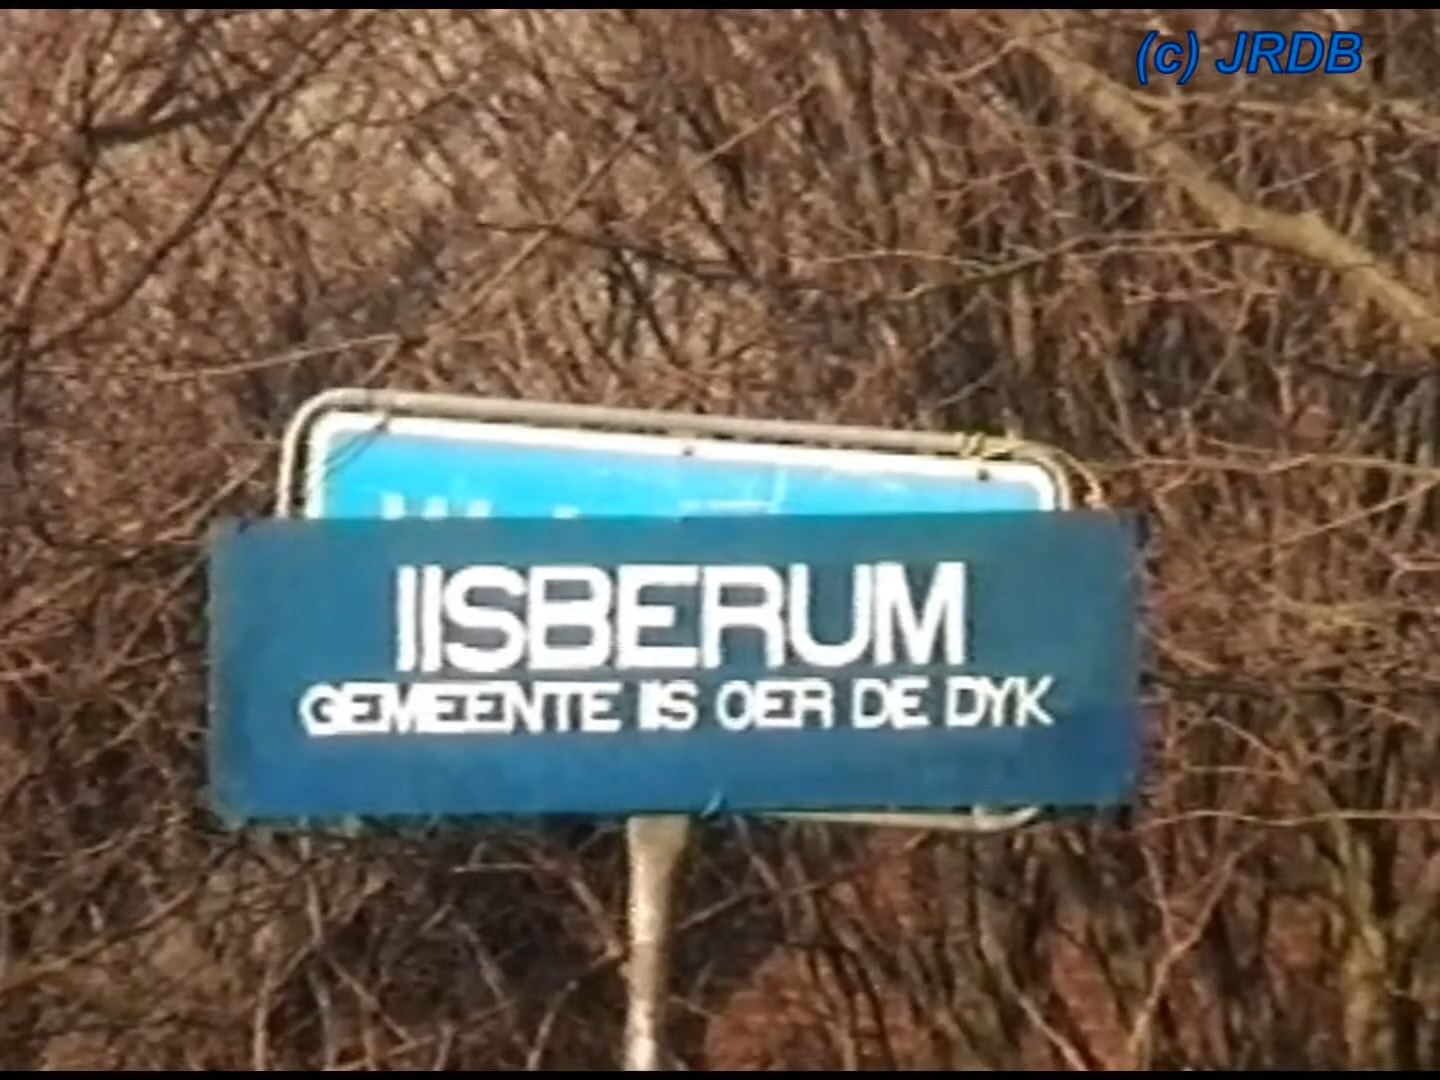 (c) JRDB
IISBERUM
GEMEENTE IIS OER DE DYK